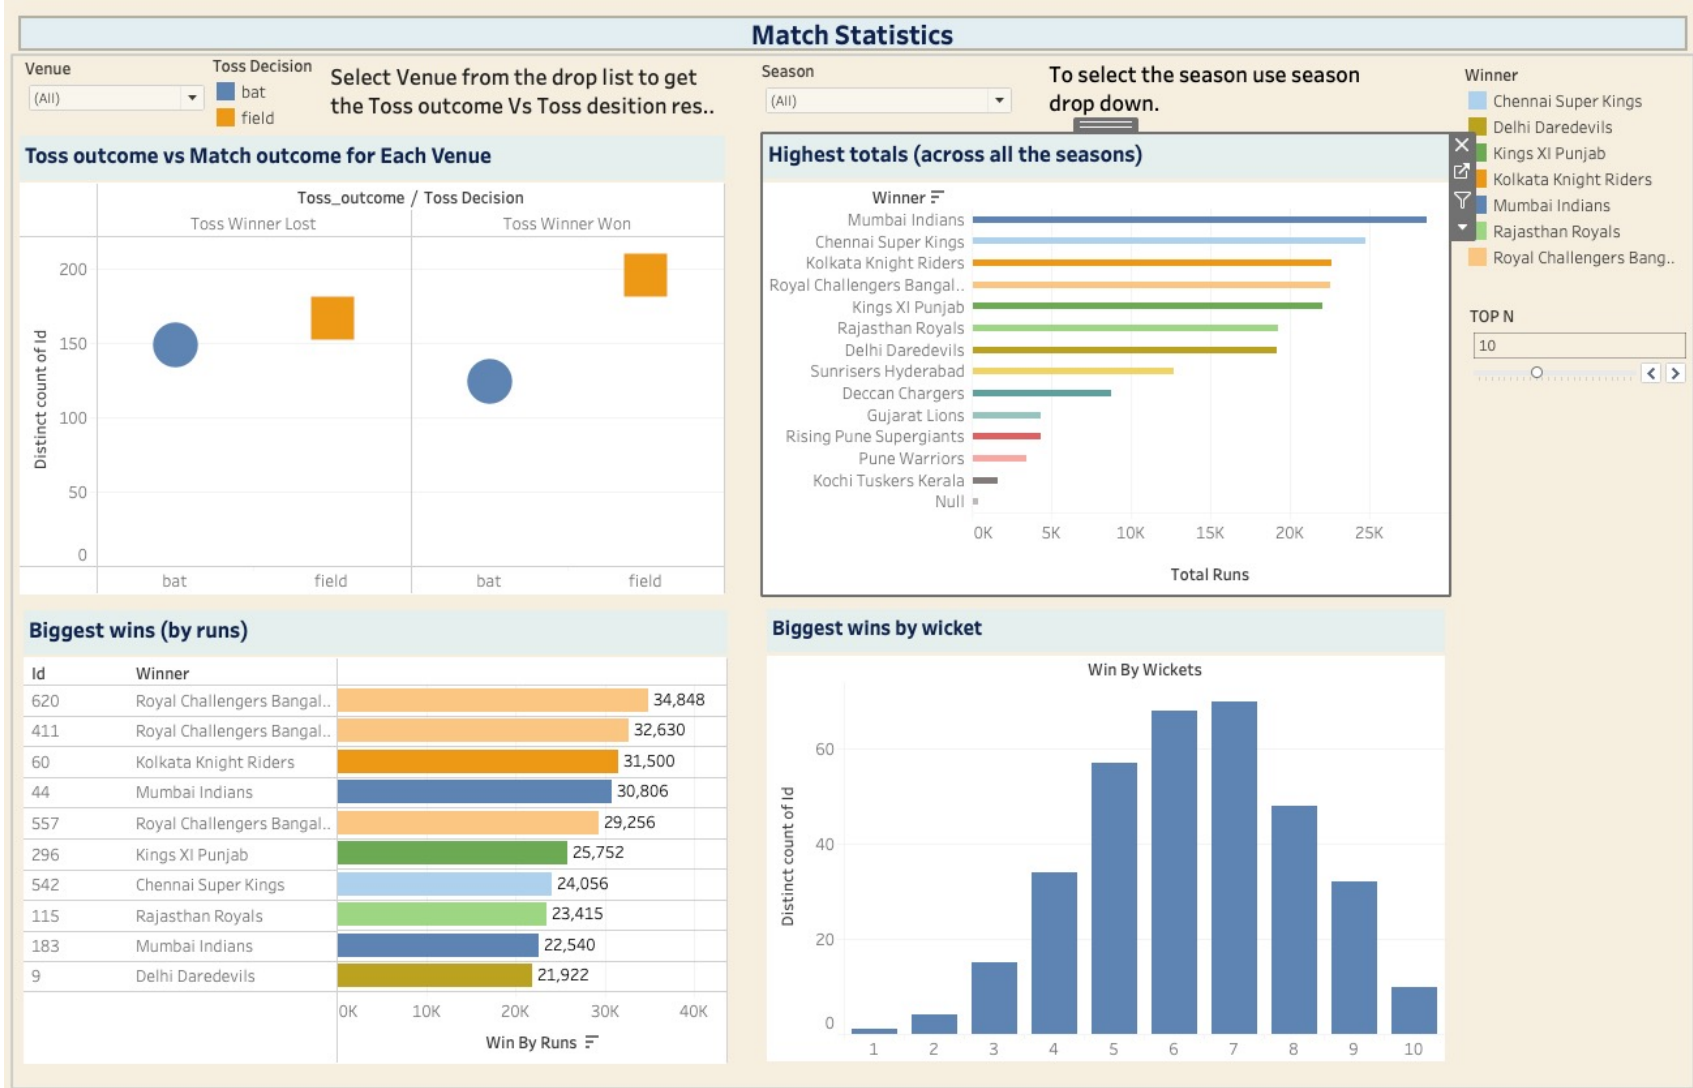 Match Statistics
Venue
(All)
Toss Decision
bat
field
Select Venue from the drop list to get
the Toss outcome Vs Toss desition res..
Season
(All)
To select the season use season
drop down.
Winner
Chennai Super Kings
Delhi Daredevils
Kings XI Punjab
Kolkata Knight Riders
Mumbai Indians
Rajasthan Royals
Royal Challengers Bang..
TOP N
10
Toss outcome vs Match outcome for Each Venue
Toss_outcome / Toss Decision
Toss Winner Lost
Toss Winner Won
Distinct count of Id
200
150
100
50
0
bat
field
bat
field
Highest totals (across all the seasons)
Winner
Mumbai Indians
Chennai Super Kings
Kolkata Knight Riders
Royal Challengers Bangal..
Kings XI Punjab
Rajasthan Royals
Delhi Daredevils
Sunrisers Hyderabad
Deccan Chargers
Gujarat Lions
Rising Pune Supergiants
Pune Warriors
Kochi Tuskers Kerala
Null
0K 5K 10K 15K 20K 25K
Total Runs
Biggest wins (by runs)
Id Winner
620 Royal Challengers Bangal.. 34,848
411 Royal Challengers Bangal.. 32,630
60 Kolkata Knight Riders 31,500
44 Mumbai Indians 30,806
557 Royal Challengers Bangal.. 29,256
296 Kings XI Punjab 25,752
542 Chennai Super Kings 24,056
115 Rajasthan Royals 23,415
183 Mumbai Indians 22,540
9 Delhi Daredevils 21,922
0K 10K 20K 30K 40K
Win By Runs
Biggest wins by wicket
Win By Wickets
Distinct count of Id
60
40
20
0
1 2 3 4 5 6 7 8 9 10